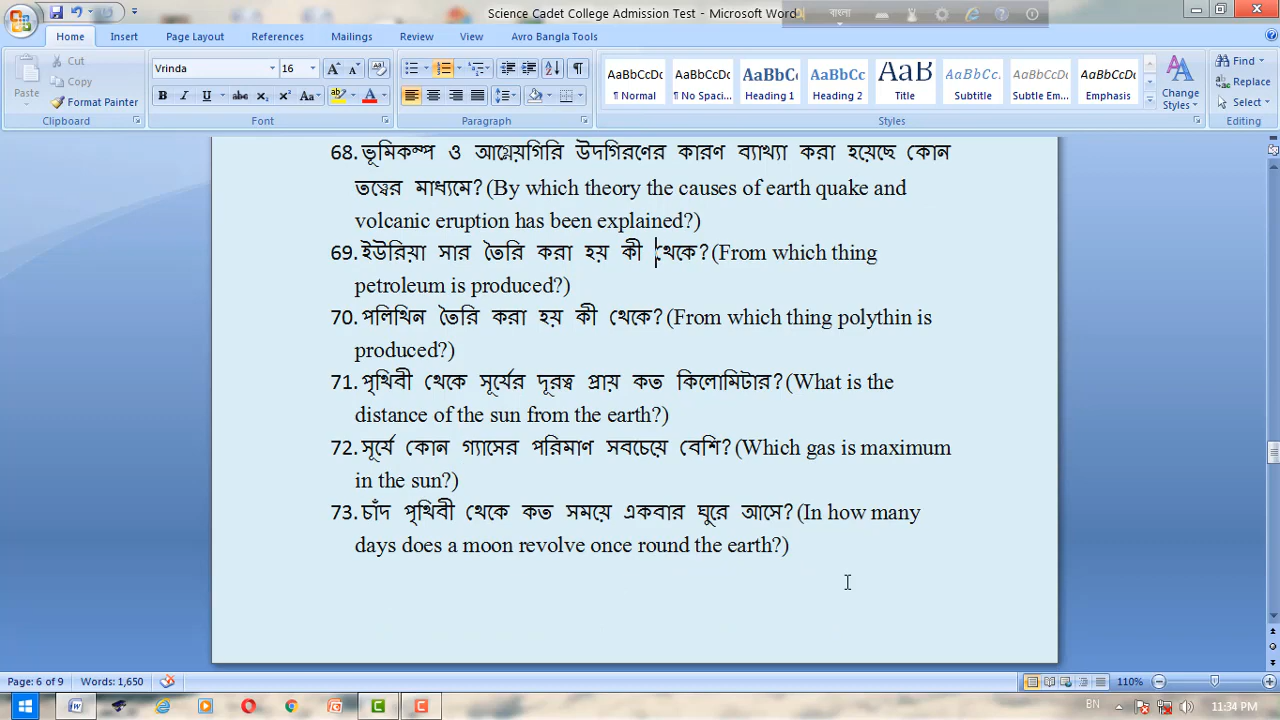 Science Cadet College Admission Test - Microsoft Word
বাংলা
Home Insert Page Layout References Mailings Review View Avro Bangla Tools
Cut
Copy
Paste
Format Painter
Clipboard
Vrinda 16
Font
Paragraph
AaBbCcDc AaBbCcDc AaBbCc AaBbCc AaB AaBbCc. AaBbCcDc AaBbCcDc
¶ Normal ¶ No Spaci... Heading 1 Heading 2 Title Subtitle Subtle Em... Emphasis
Change Styles
Styles
Find
Replace
Select
Editing
68. ভূমিকম্প ও আগ্নেয়গিরি উদগিরণের কারণ ব্যাখ্যা করা হয়েছে কোন
তত্ত্বের মাধ্যমে?(By which theory the causes of earth quake and
volcanic eruption has been explained?)
69. ইউরিয়া সার তৈরি করা হয় কী থেকে?(From which thing
petroleum is produced?)
70. পলিথিন তৈরি করা হয় কী থেকে?(From which thing polythin is
produced?)
71. পৃথিবী থেকে সূর্যের দূরত্ব প্রায় কত কিলোমিটার?(What is the
distance of the sun from the earth?)
72. সূর্যে কোন গ্যাসের পরিমাণ সবচেয়ে বেশি?(Which gas is maximum
in the sun?)
73. চাঁদ পৃথিবী থেকে কত সময়ে একবার ঘুরে আসে?(In how many
days does a moon revolve once round the earth?)
Page: 6 of 9 Words: 1,650 110%
BN 11:34 PM